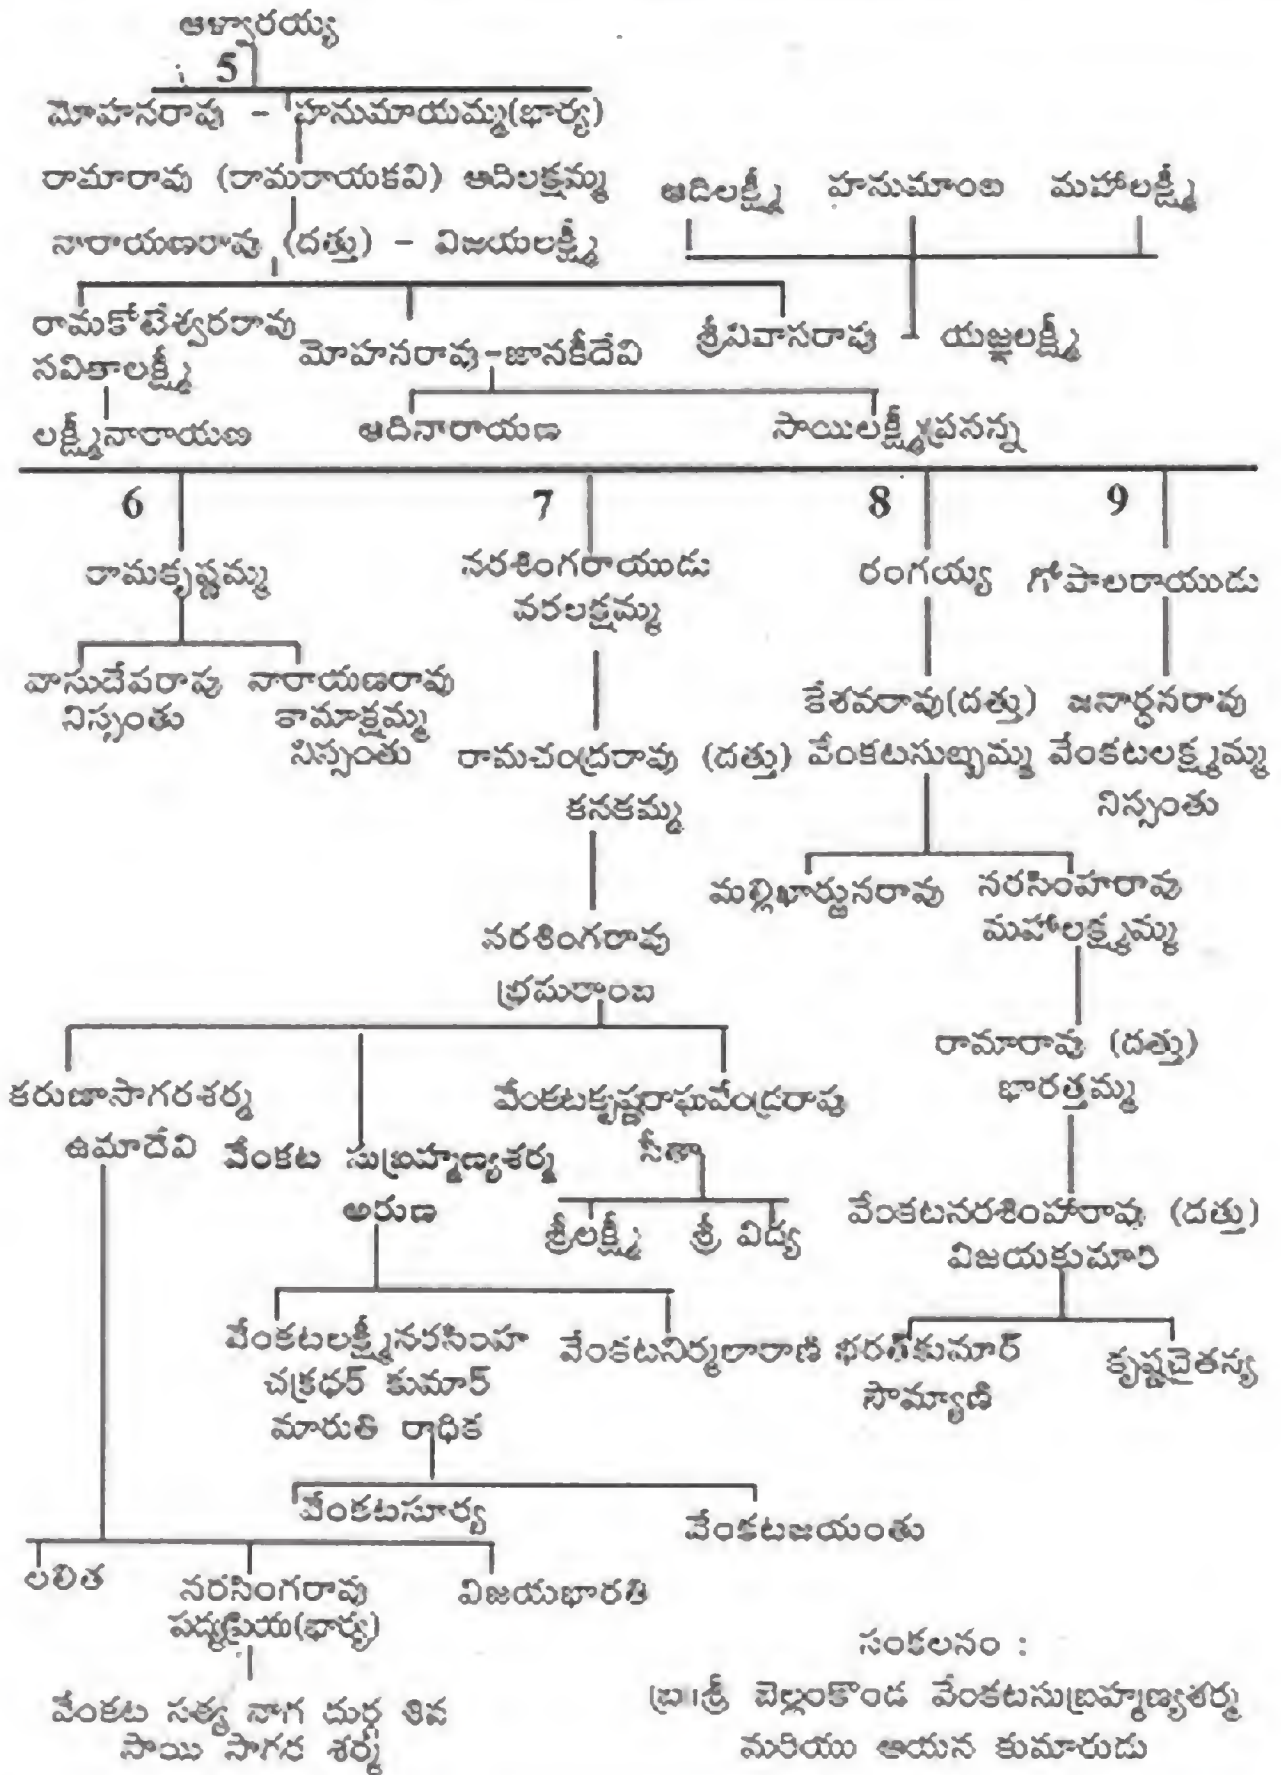 ఆళ్వారయ్య
5
మోహనరావు - హనుమాయమ్మ(భార్య)
రామారావు (రామరాయకవి) ఆదిలక్షమ్మ
ఆదిలక్ష్మీ హనుమాంబ మహాలక్ష్మీ
నారాయణరావు (దత్తు) - విజయలక్ష్మీ
రామకోటేశ్వరరావు
సవితాలక్ష్మీ
మోహనరావు-జానకీదేవి
శ్రీనివాసరావు - యజ్ఞలక్ష్మీ
లక్ష్మీనారాయణ ఆదినారాయణ సాయిలక్ష్మీప్రసన్న
6 7 8 9
రామకృష్ణమ్మ
నరశింగరాయుడు
వరలక్షమ్మ
రంగయ్య గోపాలరాయుడు
వాసుదేవరావు
నిస్సంతు
నారాయణరావు
కామాక్షమ్మ
నిస్సంతు
రామచంద్రరావు (దత్తు)
కనకమ్మ
కేశవరావు(దత్తు)
వేంకటసుబ్బమ్మ
జనార్ధనరావు
వేంకటలక్ష్మమ్మ
నిస్సంతు
మల్లిఖార్జునరావు
నరసింహరావు
మహాలక్ష్మమ్మ
నరశింగరావు
భ్రమరాంబ
రామారావు (దత్తు)
భారత్తమ్మ
కరుణాసాగరశర్మ
ఉమాదేవి
వేంకట సుబ్రహ్మణ్యశర్మ
అరుణ
వేంకటకృష్ణరాఘవేంద్రరావు
సీతా
శ్రీలక్ష్మీ శ్రీ విద్య
వేంకటనరశింహారావు (దత్తు)
విజయకుమారి
వేంకటలక్ష్మీనరసింహ
చక్రధర్ కుమార్
మారుతి రాధిక
వేంకటనిర్మలారాణి
భరత్‌కుమార్
సౌమ్యాణి
కృష్ణచైతన్య
వేంకటసూర్య
వేంకటజయంతు
లలిత
నరసింగరావు
పద్మప్రియ(భార్య)
విజయభారతి
వేంకట సత్య నాగ దుర్గ శివ
సాయి సాగర శర్మ
సంకలనం :
బ్ర॥శ్రీ బెల్లంకొండ వేంకటసుబ్రహ్మణ్యశర్మ
మరియు ఆయన కుమారుడు